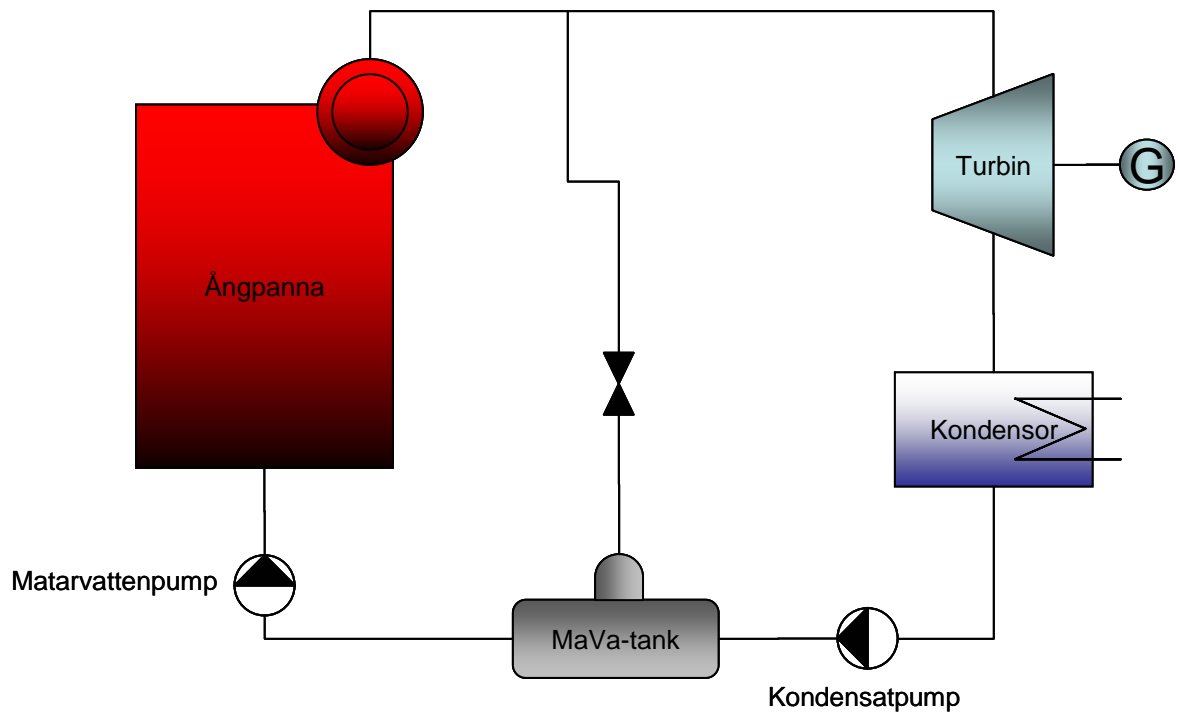 Turbin
G
Ångpanna
Kondensor
Matarvattenpump
MaVa-tank
Kondensatpump